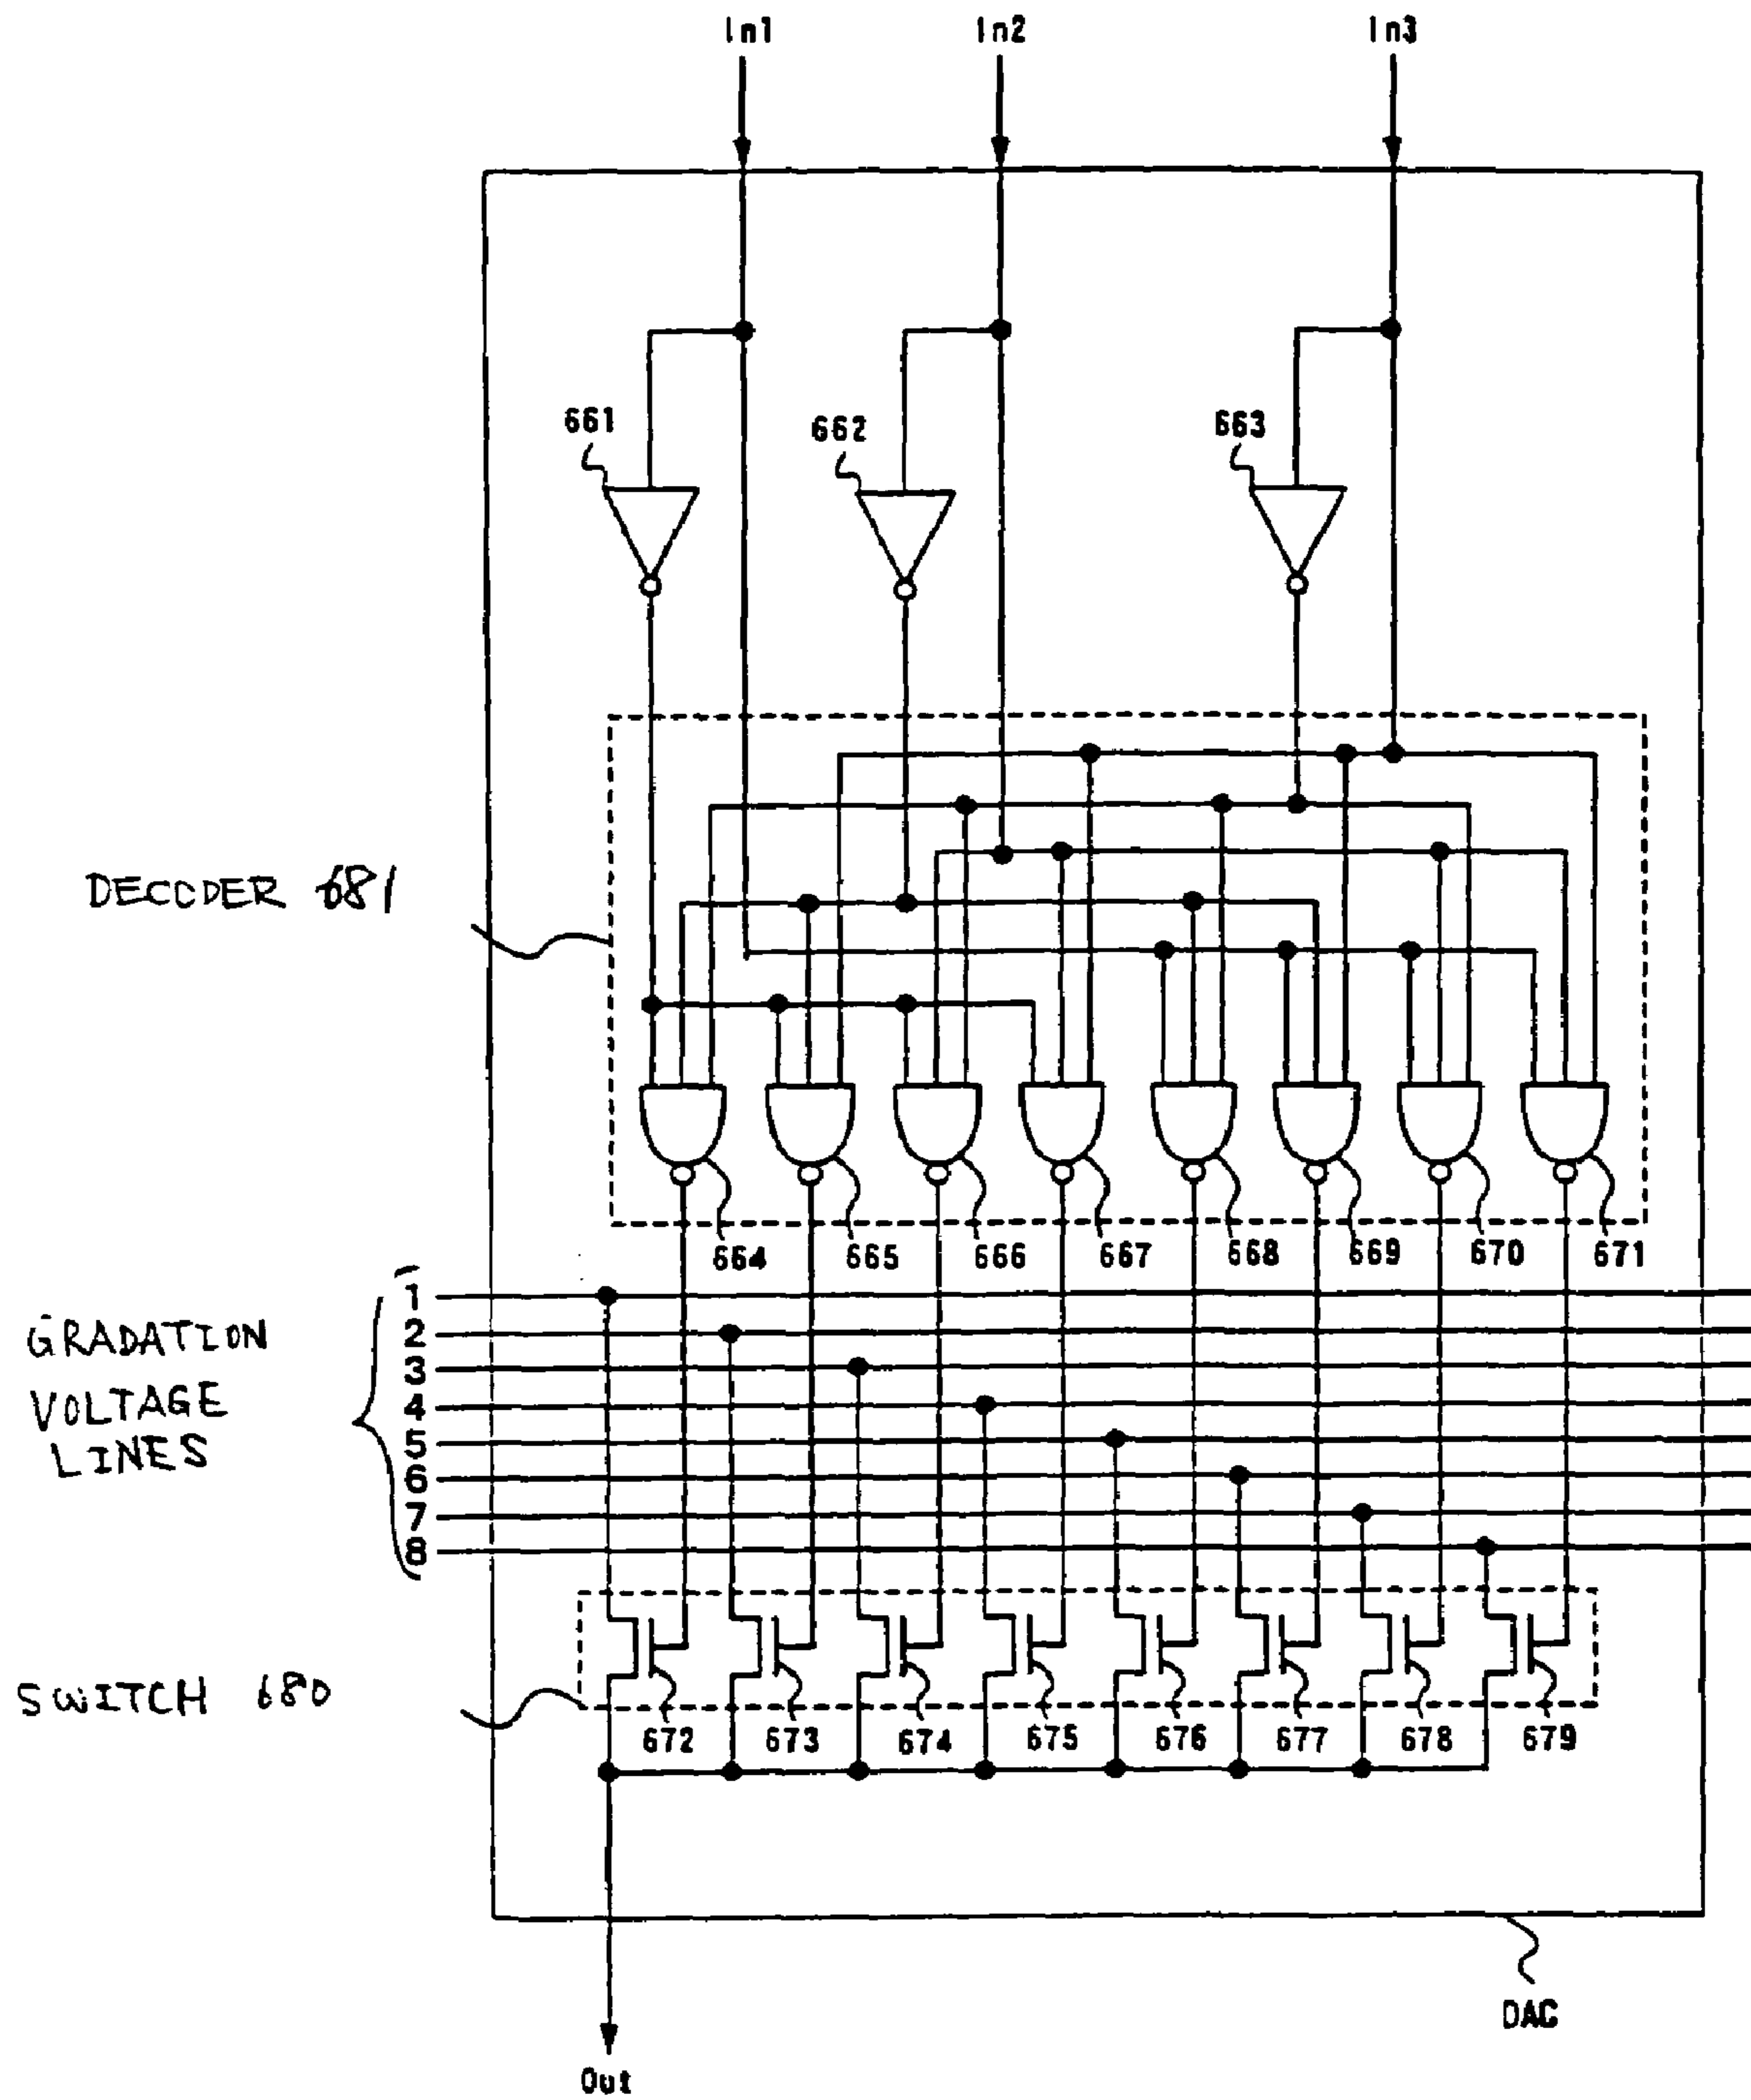 In1 In2 In3
661 662 663
DECODER 681
664 665 666 667 668 669 670 671
GRADATION
VOLTAGE
LINES
1
2
3
4
5
6
7
8
SWITCH 680
672 673 674 675 676 677 678 679
DAC
Out